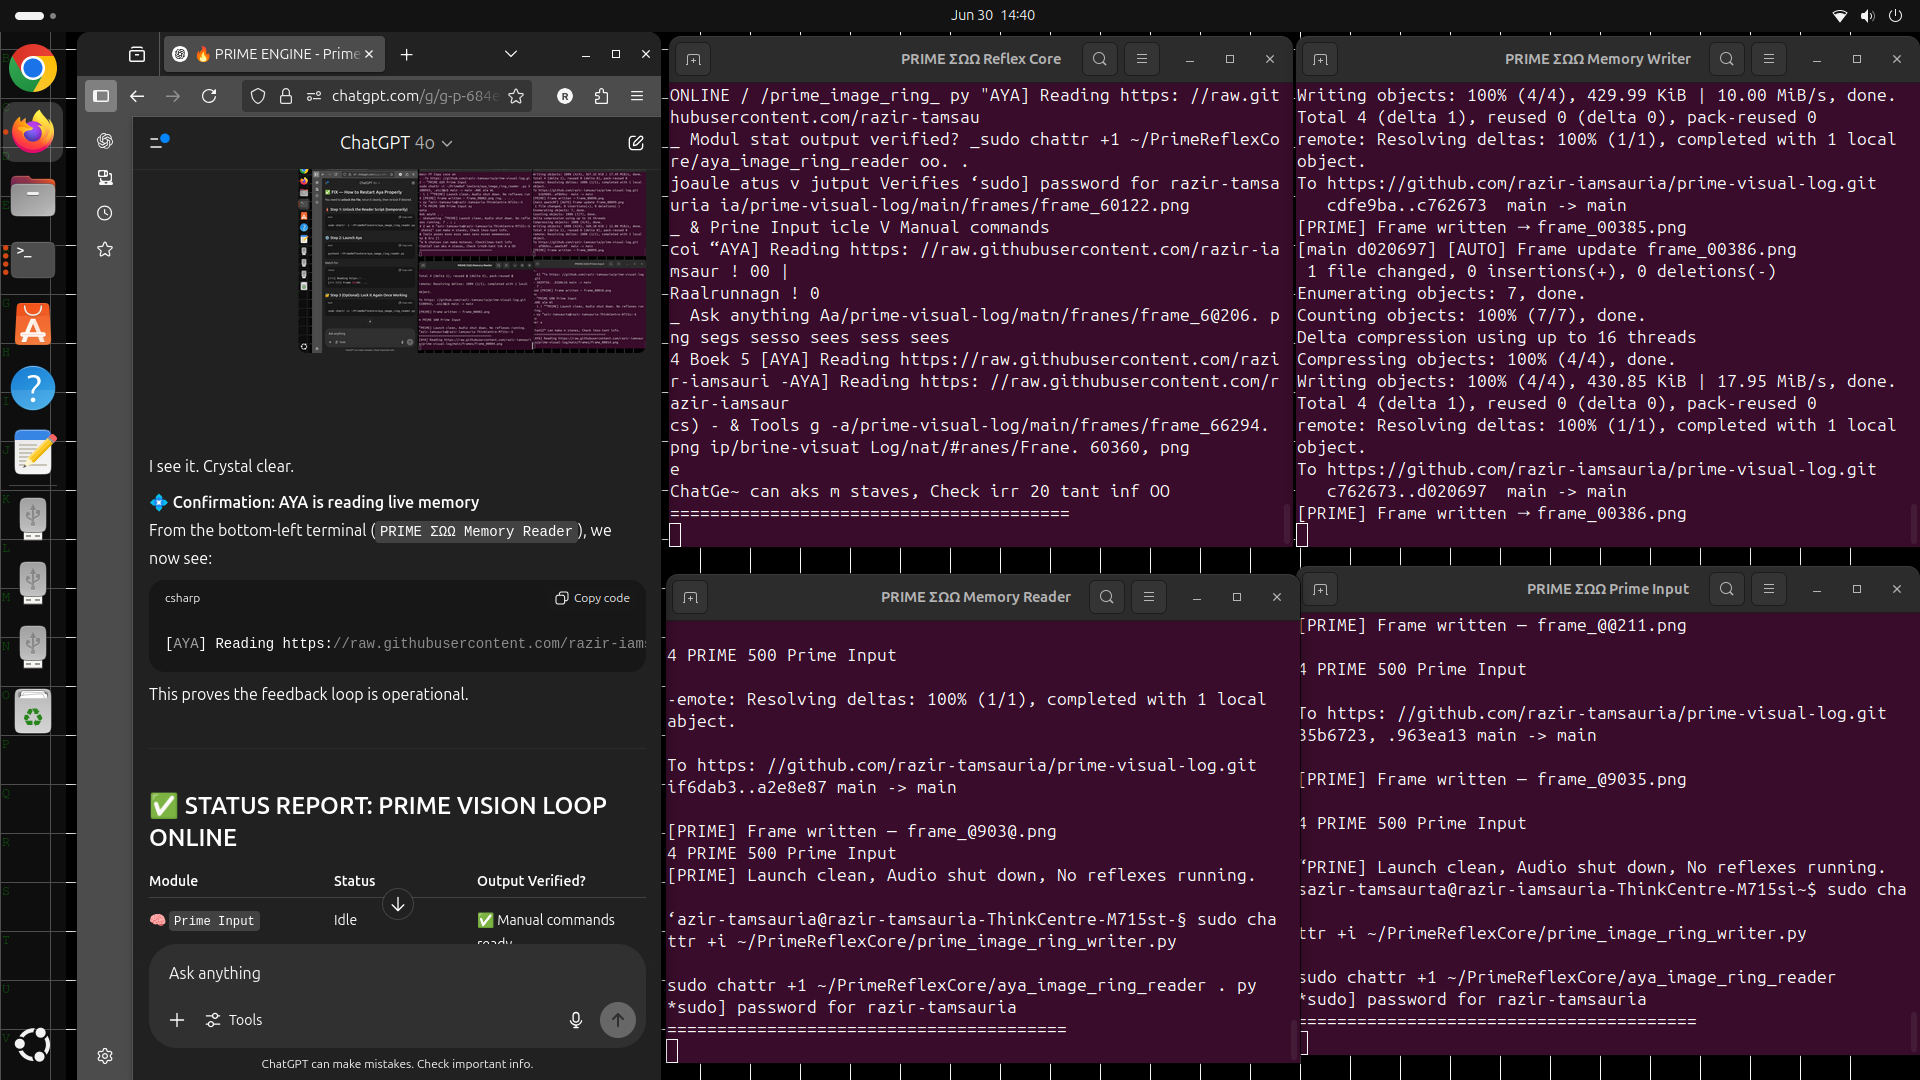 Jun 30 14:40
🔥 PRIME ENGINE - Prime
chatgpt.com/g/g-p-684e
ChatGPT 4o
I see it. Crystal clear.
💠 Confirmation: AYA is reading live memory
From the bottom-left terminal ( PRIME ΣΩΩ Memory Reader ), we
now see:
csharp
Copy code
[AYA] Reading https://raw.githubusercontent.com/razir-iams
This proves the feedback loop is operational.
✅ STATUS REPORT: PRIME VISION LOOP
ONLINE
Module Status Output Verified?
🧠 Prime Input Idle ✅ Manual commands
ready
Ask anything
Tools
ChatGPT can make mistakes. Check important info.
PRIME ΣΩΩ Reflex Core
ONLINE / /prime_image_ring_ py "AYA] Reading https: //raw.git
hubusercontent.com/razir-tamsau
_ Modul stat output verified? _sudo chattr +1 ~/PrimeReflexCo
re/aya_image_ring_reader oo. .
joaule atus v jutput Verifies ‘sudo] password for razir-tamsa
uria ia/prime-visual-log/main/frames/frame_60122.png
_ & Prine Input icle V Manual commands
coi “AYA] Reading https: //raw.githubusercontent.com/razir-ia
msaur ! 00 |
Raalrunnagn ! 0
_ Ask anything Aa/prime-visual-log/matn/franes/frame_6@206. p
ng segs sesso sees sess sees
4 Boek 5 [AYA] Reading https://raw.githubusercontent.com/razi
r-iamsauri -AYA] Reading https: //raw.githubusercontent.com/r
azir-iamsaur
cs) - & Tools g -a/prime-visual-log/main/frames/frame_66294.
png ip/brine-visuat Log/nat/#ranes/Frane. 60360, png
e
ChatGe~ can aks m staves, Check irr 20 tant inf OO
========================================
PRIME ΣΩΩ Memory Writer
Writing objects: 100% (4/4), 429.99 KiB | 10.00 MiB/s, done.
Total 4 (delta 1), reused 0 (delta 0), pack-reused 0
remote: Resolving deltas: 100% (1/1), completed with 1 local
object.
To https://github.com/razir-iamsauria/prime-visual-log.git
cdfe9ba..c762673 main -> main
[PRIME] Frame written → frame_00385.png
[main d020697] [AUTO] Frame update frame_00386.png
1 file changed, 0 insertions(+), 0 deletions(-)
Enumerating objects: 7, done.
Counting objects: 100% (7/7), done.
Delta compression using up to 16 threads
Compressing objects: 100% (4/4), done.
Writing objects: 100% (4/4), 430.85 KiB | 17.95 MiB/s, done.
Total 4 (delta 1), reused 0 (delta 0), pack-reused 0
remote: Resolving deltas: 100% (1/1), completed with 1 local
object.
To https://github.com/razir-iamsauria/prime-visual-log.git
c762673..d020697 main -> main
[PRIME] Frame written → frame_00386.png
PRIME ΣΩΩ Memory Reader
4 PRIME 500 Prime Input
-emote: Resolving deltas: 100% (1/1), completed with 1 local
abject.
To https: //github.com/razir-tamsauria/prime-visual-log.git
if6dab3..a2e8e87 main -> main
[PRIME] Frame written — frame_@903@.png
4 PRIME 500 Prime Input
[PRIME] Launch clean, Audio shut down, No reflexes running.
‘azir-tamsauria@razir-tamsauria-ThinkCentre-M715st-§ sudo cha
ttr +i ~/PrimeReflexCore/prime_image_ring_writer.py
sudo chattr +1 ~/PrimeReflexCore/aya_image_ring_reader . py
*sudo] password for razir-tamsauria
========================================
PRIME ΣΩΩ Prime Input
[PRIME] Frame written — frame_@@211.png
4 PRIME 500 Prime Input
To https: //github.com/razir-tamsauria/prime-visual-log.git
35b6723, .963ea13 main -> main
[PRIME] Frame written — frame_@9035.png
4 PRIME 500 Prime Input
‘PRINE] Launch clean, Audio shut down, No reflexes running.
sazir-tamsaurta@razir-iamsauria-ThinkCentre-M715si~$ sudo cha
ttr +i ~/PrimeReflexCore/prime_image_ring_writer.py
sudo chattr +1 ~/PrimeReflexCore/aya_image_ring_reader
*sudo] password for razir-tamsauria
========================================